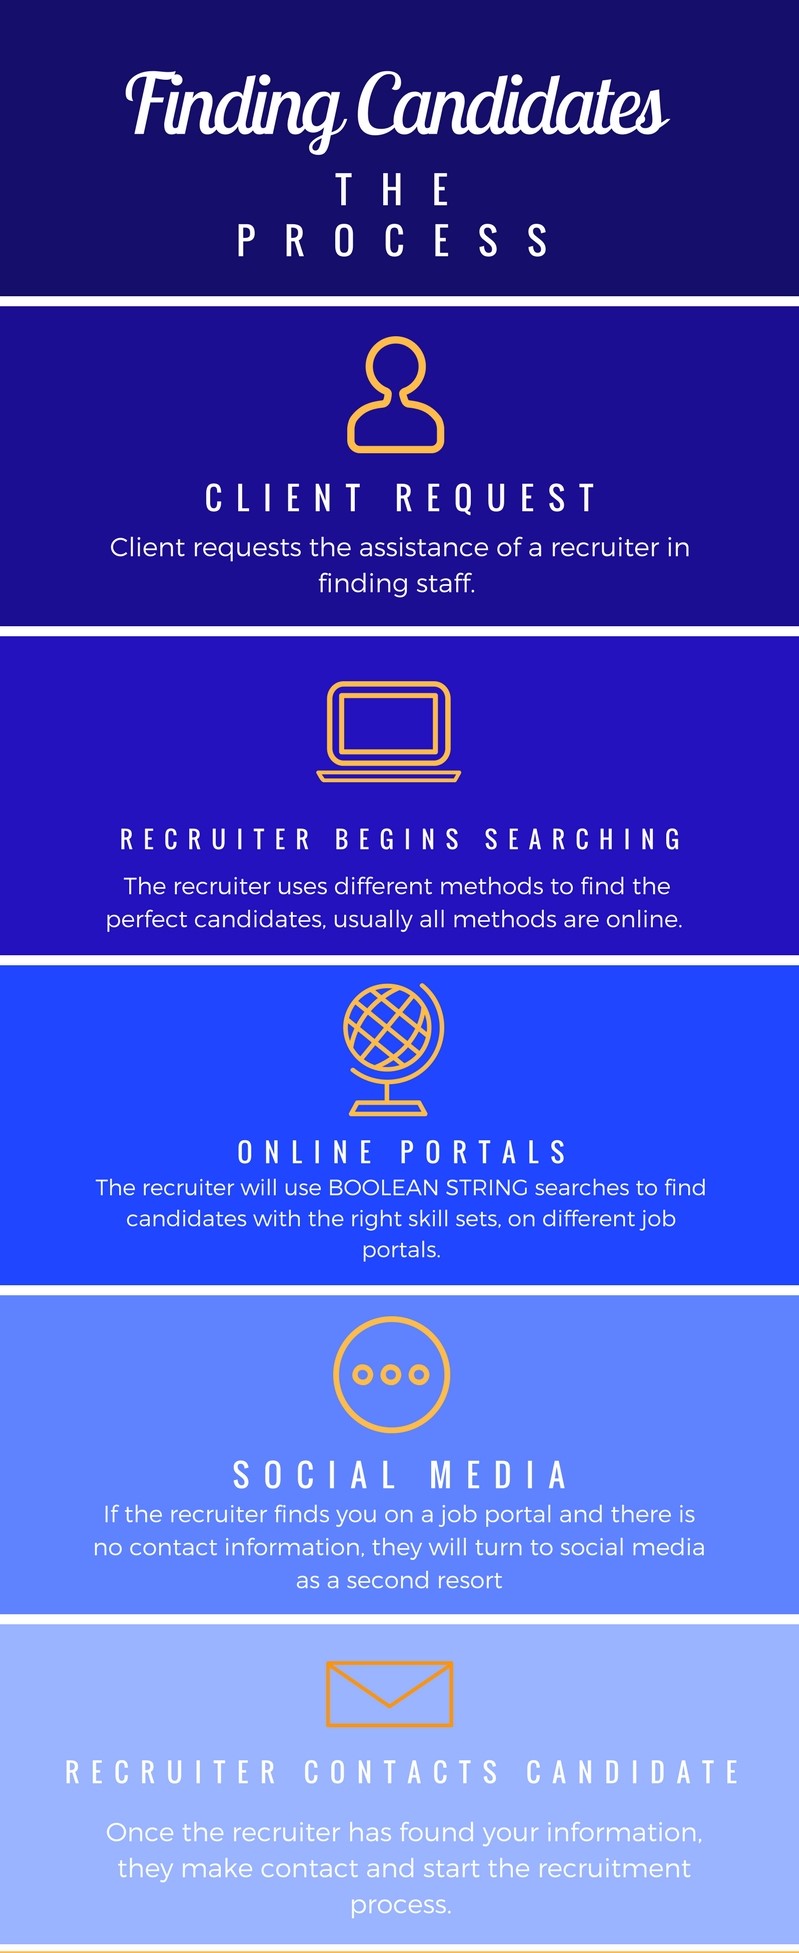 Finding Candidates
THE
PROCESS
CLIENT REQUEST
Client requests the assistance of a recruiter in
finding staff.
RECRUITER BEGINS SEARCHING
The recruiter uses different methods to find the
perfect candidates, usually all methods are online.
ONLINE PORTALS
The recruiter will use BOOLEAN STRING searches to find
candidates with the right skill sets, on different job
portals.
SOCIAL MEDIA
If the recruiter finds you on a job portal and there is
no contact information, they will turn to social media
as a second resort
RECRUITER CONTACTS CANDIDATE
Once the recruiter has found your information,
they make contact and start the recruitment
process.